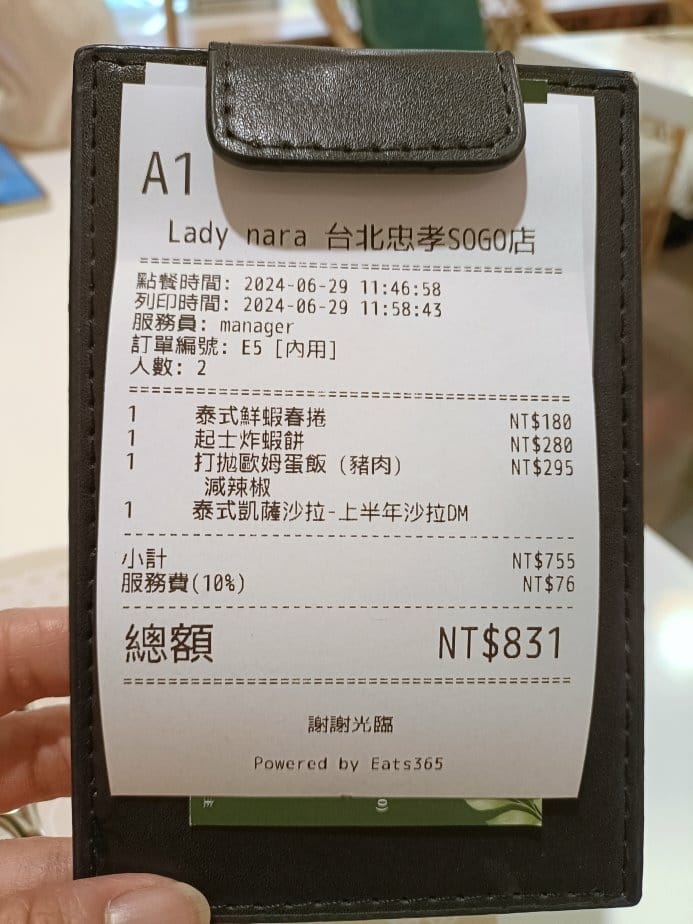 A1
Lady nara 台北忠孝SOGO店
點餐時間: 2024-06-29 11:46:58
列印時間: 2024-06-29 11:58:43
服務員: manager
訂單編號: E5 [內用]
人數: 2
1 泰式鮮蝦春捲 NT$180
1 起士炸蝦餅 NT$280
1 打拋歐姆蛋飯 (豬肉) NT$295
減辣椒
1 泰式凱薩沙拉-上半年沙拉DM
小計 NT$755
服務費(10%) NT$76
總額 NT$831
謝謝光臨
Powered by Eats365